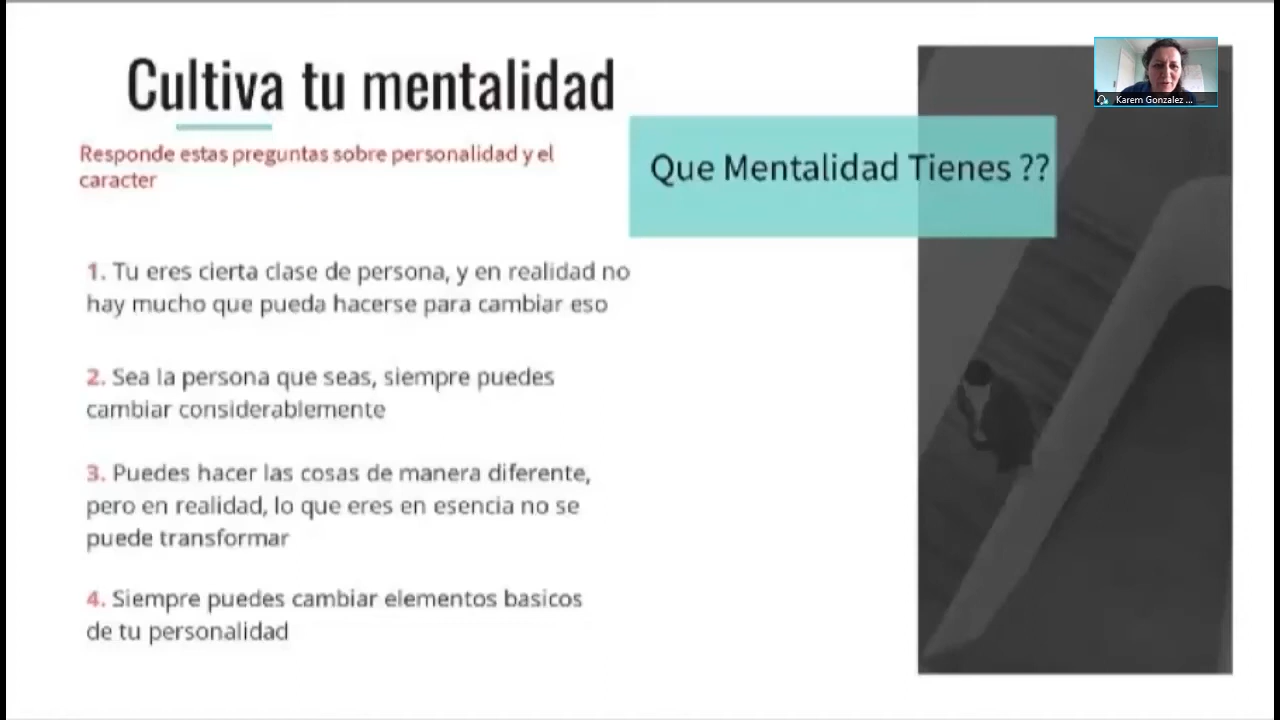 Cultiva tu mentalidad
Responde estas preguntas sobre personalidad y el
caracter
Que Mentalidad Tienes ??
1. Tu eres cierta clase de persona, y en realidad no
hay mucho que pueda hacerse para cambiar eso
2. Sea la persona que seas, siempre puedes
cambiar considerablemente
3. Puedes hacer las cosas de manera diferente,
pero en realidad, lo que eres en esencia no se
puede transformar
4. Siempre puedes cambiar elementos basicos
de tu personalidad
Karem Gonzalez ...